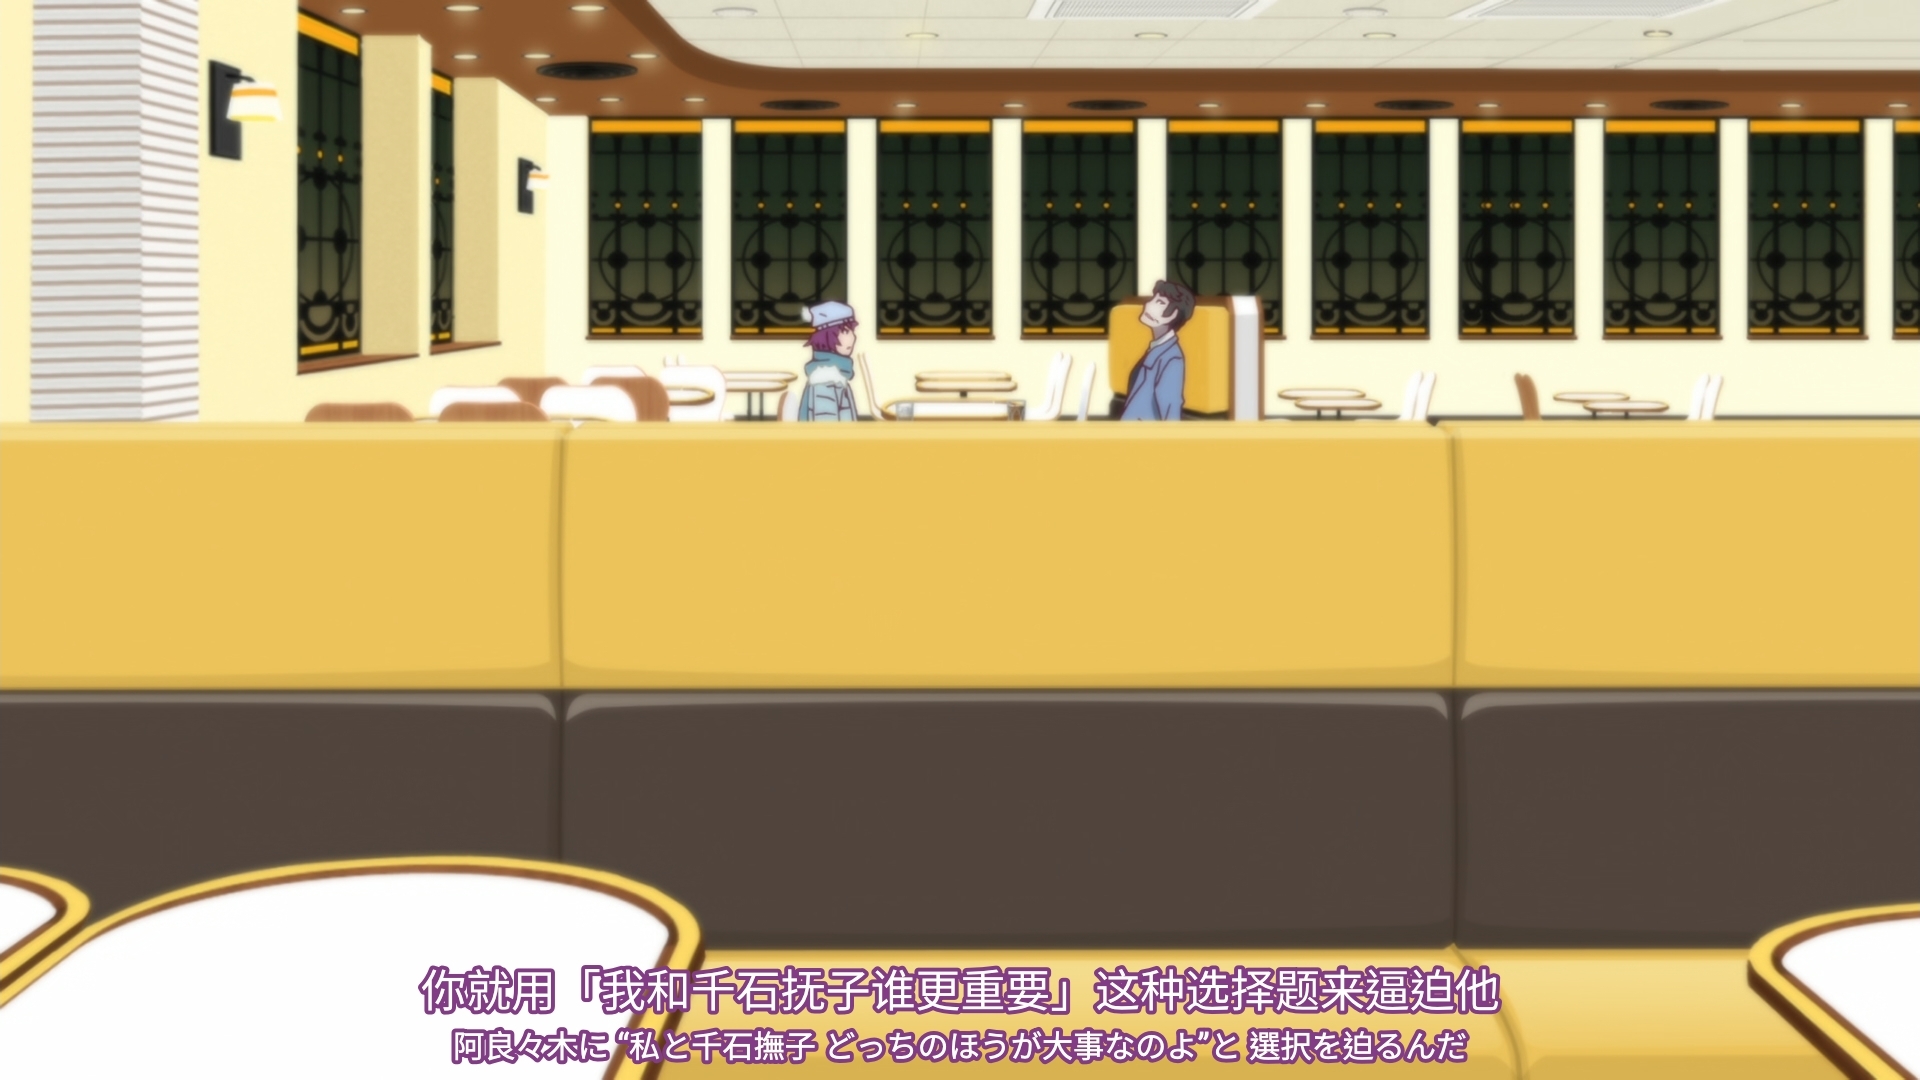 你就用「我和千石抚子谁更重要」这种选择题来逼迫他
阿良々木に “私と千石撫子 どっちのほうが大事なのよ”と 選択を迫るんだ